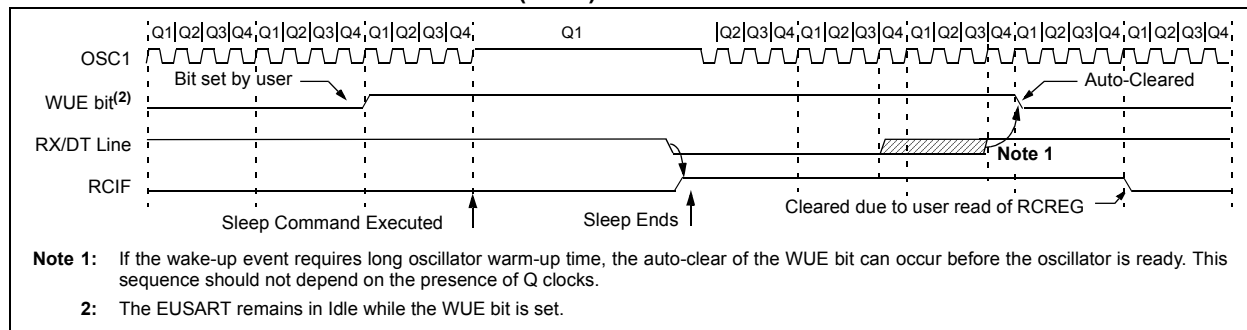 Q1 Q2 Q3 Q4 Q1 Q2 Q3 Q4 Q1 Q2 Q3 Q4 Q1 Q2 Q3 Q4 Q1 Q2 Q3 Q4 Q1 Q2 Q3 Q4 Q1 Q2 Q3 Q4 Q1 Q2 Q3 Q4
OSC1
Bit set by user
Auto-Cleared
WUE bit(2)
RX/DT Line
Note 1
RCIF
Cleared due to user read of RCREG
Sleep Command Executed
Sleep Ends
Note 1: If the wake-up event requires long oscillator warm-up time, the auto-clear of the WUE bit can occur before the oscillator is ready. This
sequence should not depend on the presence of Q clocks.
2: The EUSART remains in Idle while the WUE bit is set.